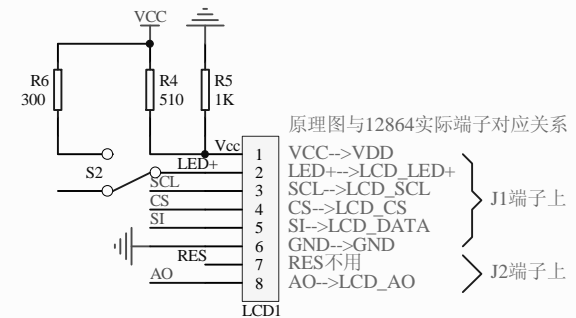 VCC
R6
300
R4
510
R5
1K
原理图与12864实际端子对应关系
Vcc 1 VCC-->VDD
LED+ 2 LED+-->LCD_LED+
S2
SCL 3 SCL-->LCD_SCL
J1端子上
CS 4 CS-->LCD_CS
SI 5 SI-->LCD_DATA
6 GND-->GND
RES 7 RES不用
J2端子上
AO 8 AO-->LCD_AO
LCD1